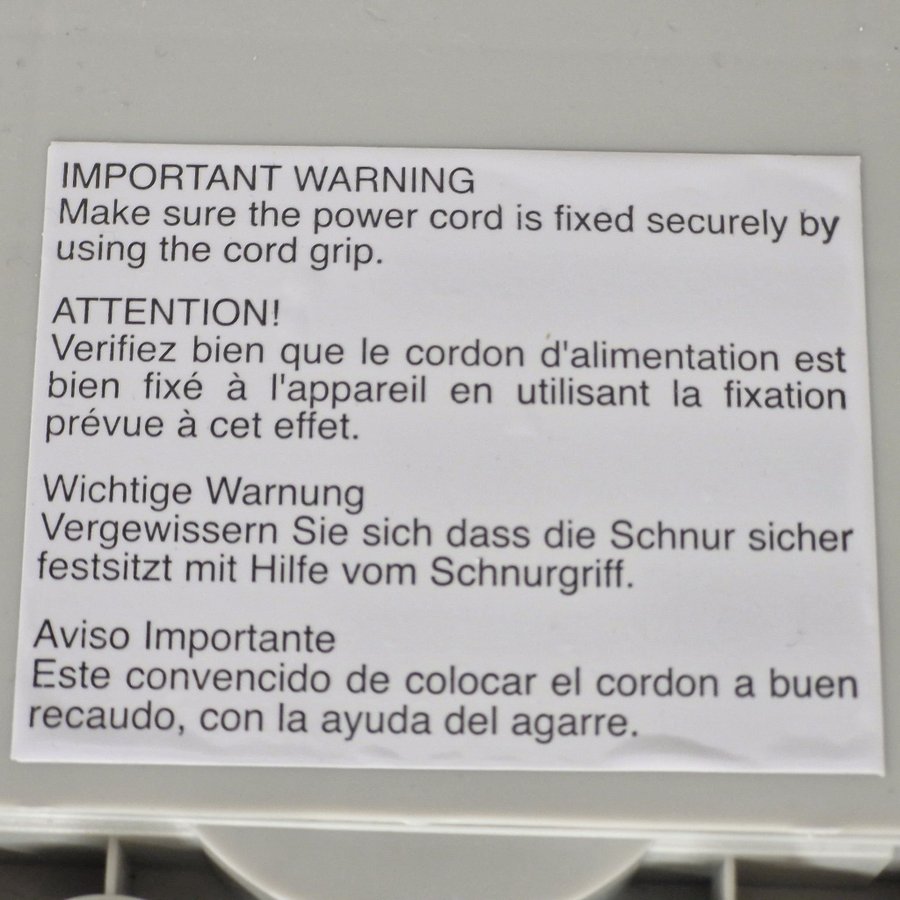 IMPORTANT WARNING
Make sure the power cord is fixed securely by
using the cord grip.
ATTENTION!
Verifiez bien que le cordon d'alimentation est
bien fixé à l'appareil en utilisant la fixation
prévue à cet effet.
Wichtige Warnung
Vergewissern Sie sich dass die Schnur sicher
festsitzt mit Hilfe vom Schnurgriff.
Aviso Importante
Este convencido de colocar el cordon a buen
recaudo, con la ayuda del agarre.